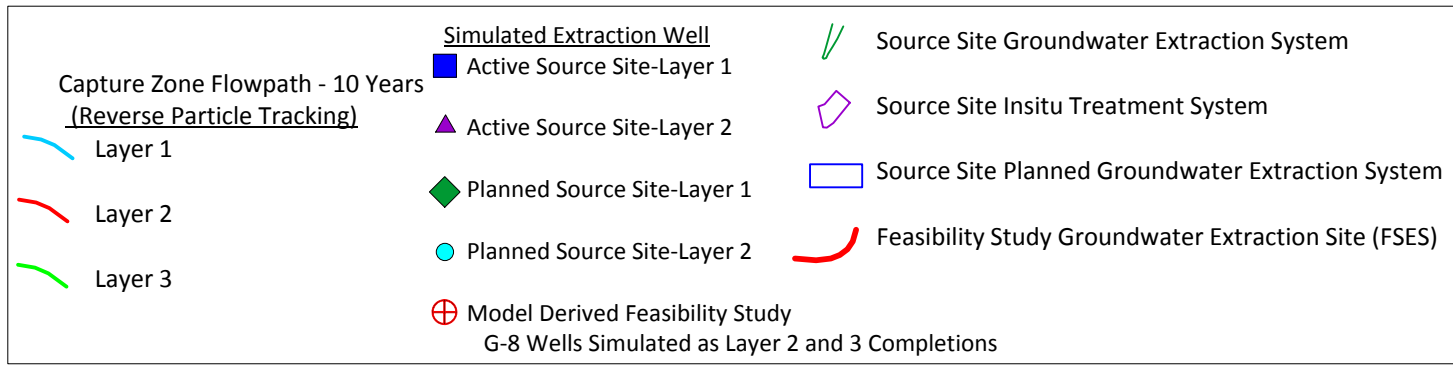 Capture Zone Flowpath - 10 Years
(Reverse Particle Tracking)
Layer 1
Layer 2
Layer 3
Simulated Extraction Well
Active Source Site-Layer 1
Active Source Site-Layer 2
Planned Source Site-Layer 1
Planned Source Site-Layer 2
Model Derived Feasibility Study
G-8 Wells Simulated as Layer 2 and 3 Completions
Source Site Groundwater Extraction System
Source Site Insitu Treatment System
Source Site Planned Groundwater Extraction System
Feasibility Study Groundwater Extraction Site (FSES)